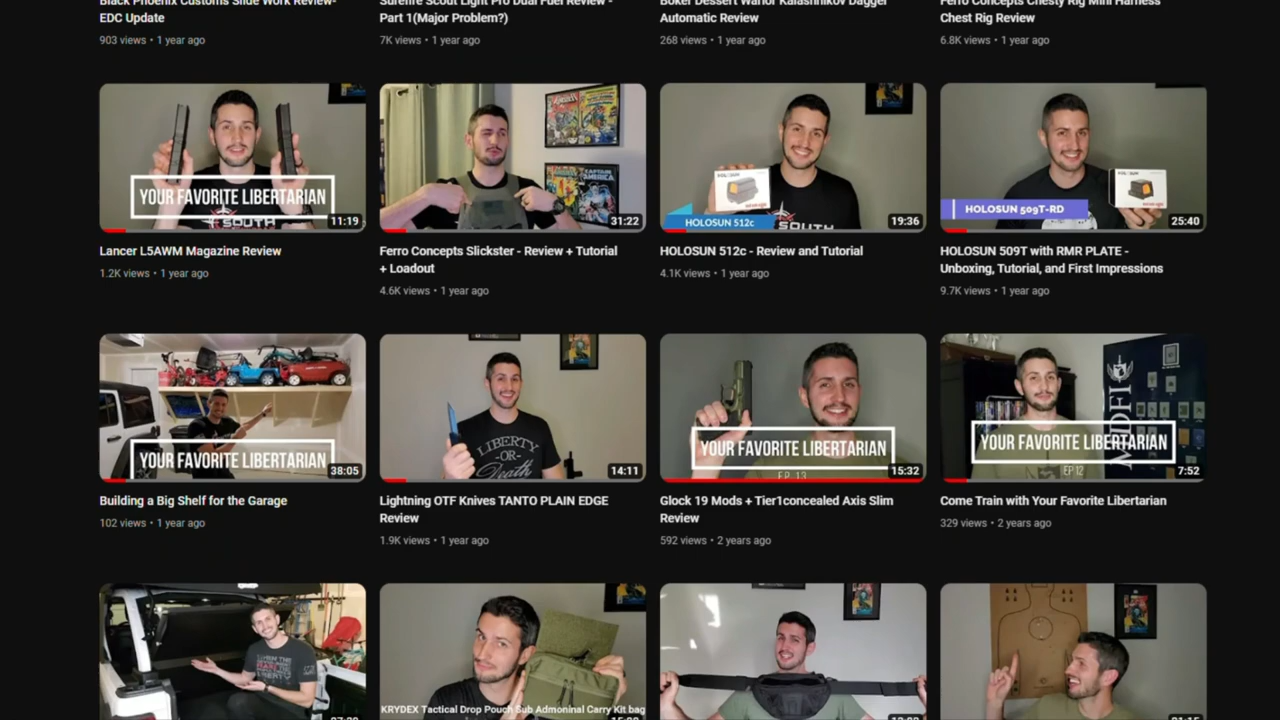 Black Phoenix Customs Slide Work Review-
EDC Update
903 views • 1 year ago
Surefire Scout Light Pro Dual Fuel Review -
Part 1(Major Problem?)
7K views • 1 year ago
Boker Dessert Warior Kalashnikov Dagger
Automatic Review
268 views • 1 year ago
Ferro Concepts Chesty Rig Mini Harness
Chest Rig Review
6.8K views • 1 year ago
YOUR FAVORITE LIBERTARIAN
SOUTH
11:19
Lancer L5AWM Magazine Review
1.2K views • 1 year ago
CAPTAIN
AMERICA
31:22
Ferro Concepts Slickster - Review + Tutorial
+ Loadout
4.6K views • 1 year ago
HOLOSUN 512c
SOUTH
19:36
HOLOSUN 512c - Review and Tutorial
4.1K views • 1 year ago
HOLOSUN 509T-RD
25:40
HOLOSUN 509T with RMR PLATE -
Unboxing, Tutorial, and First Impressions
9.7K views • 1 year ago
YOUR FAVORITE LIBERTARIAN
38:05
Building a Big Shelf for the Garage
102 views • 1 year ago
LIBERTY
-OR-
Death
14:11
Lightning OTF Knives TANTO PLAIN EDGE
Review
1.9K views • 1 year ago
YOUR FAVORITE LIBERTARIAN
EP. 13
15:32
Glock 19 Mods + Tier1concealed Axis Slim
Review
592 views • 2 years ago
MDFI
YOUR FAVORITE LIBERTARIAN
EP 12
7:52
Come Train with Your Favorite Libertarian
329 views • 2 years ago
KRYDEX Tactical Drop Pouch Sub Admoninal Carry Kit bag